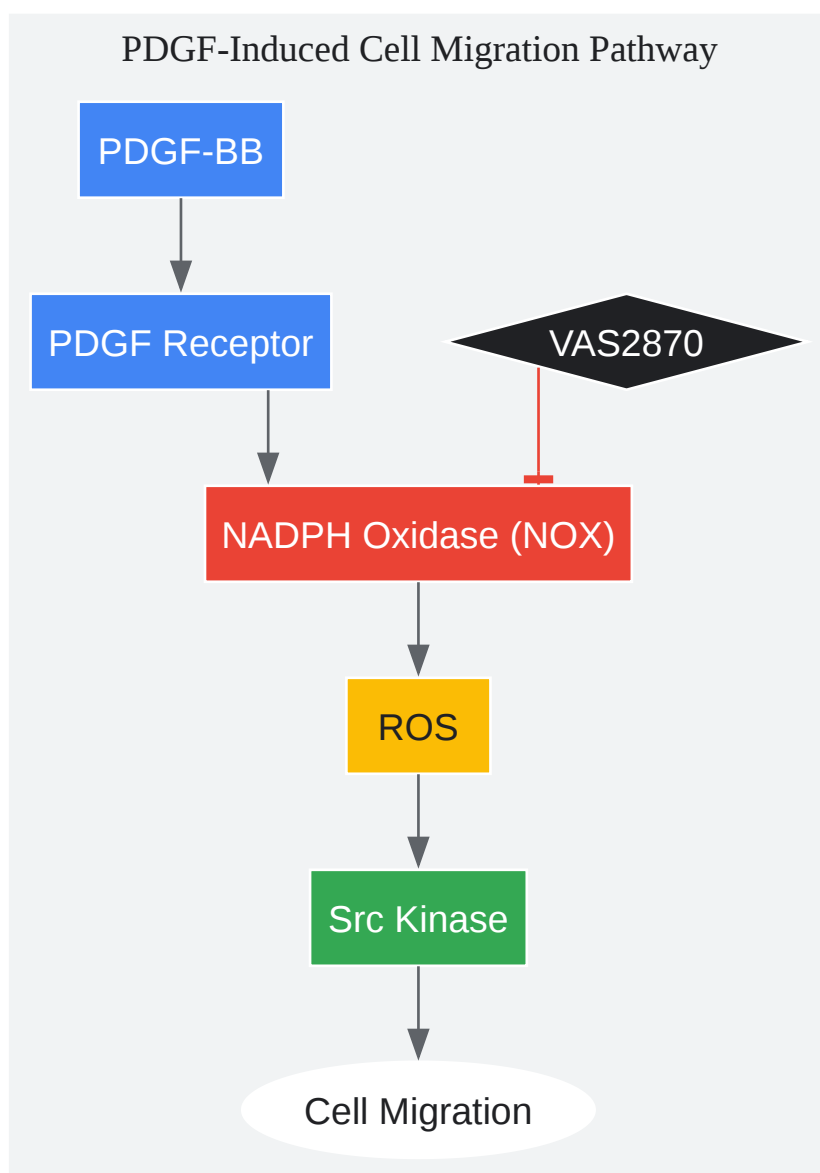 PDGF-Induced Cell Migration Pathway
PDGF-BB
PDGF Receptor
VAS2870
NADPH Oxidase (NOX)
ROS
Src Kinase
Cell Migration